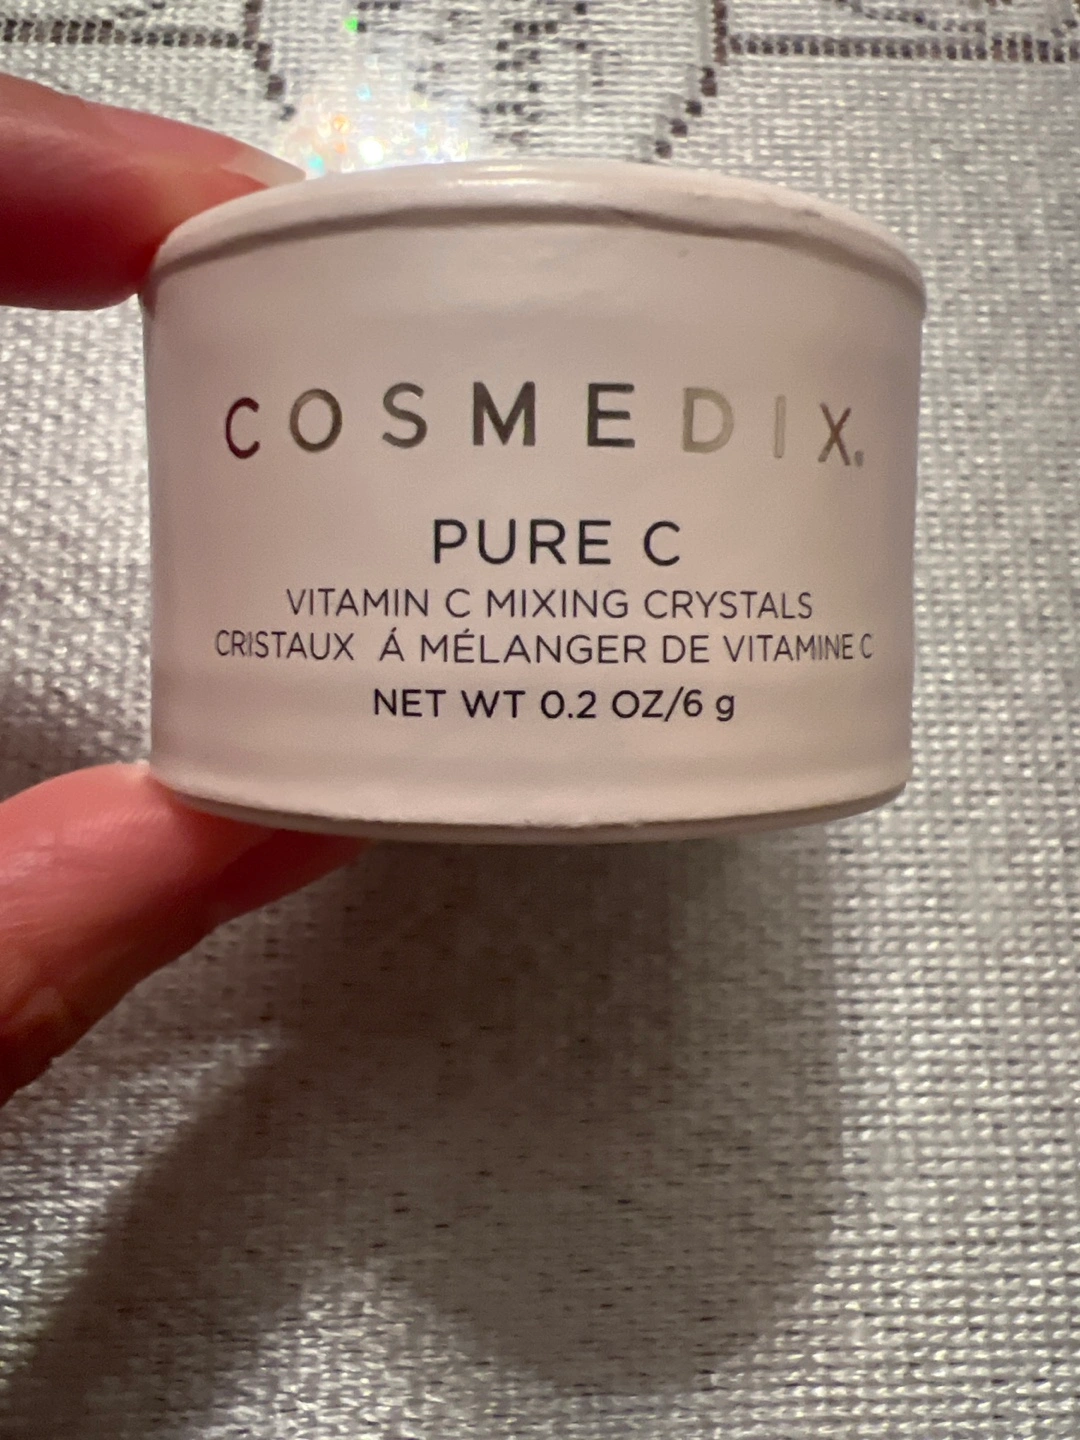 COSMEDIX®
PURE C
VITAMIN C MIXING CRYSTALS
CRISTAUX Á MÉLANGER DE VITAMINE C
NET WT 0.2 OZ/6 g